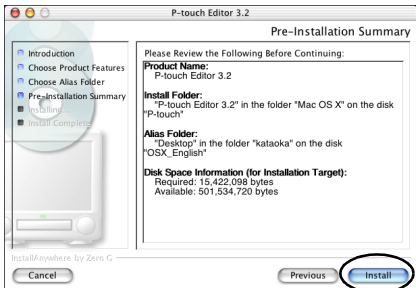 P-touch Editor 3.2
Pre-Installation Summary
Introduction
Choose Product Features
Choose Alias Folder
Pre-Installation Summary
Installing...
Install Complete
Please Review the Following Before Continuing:
Product Name:
P-touch Editor 3.2
Install Folder:
"P-touch Editor 3.2" in the folder "Mac OS X" on the disk
"P-touch"
Alias Folder:
"Desktop" in the folder "kataoka" on the disk
"OSX_English"
Disk Space Information (for Installation Target):
Required: 15,422,098 bytes
Available: 501,534,720 bytes
InstallAnywhere by Zero G
Cancel
Previous
Install